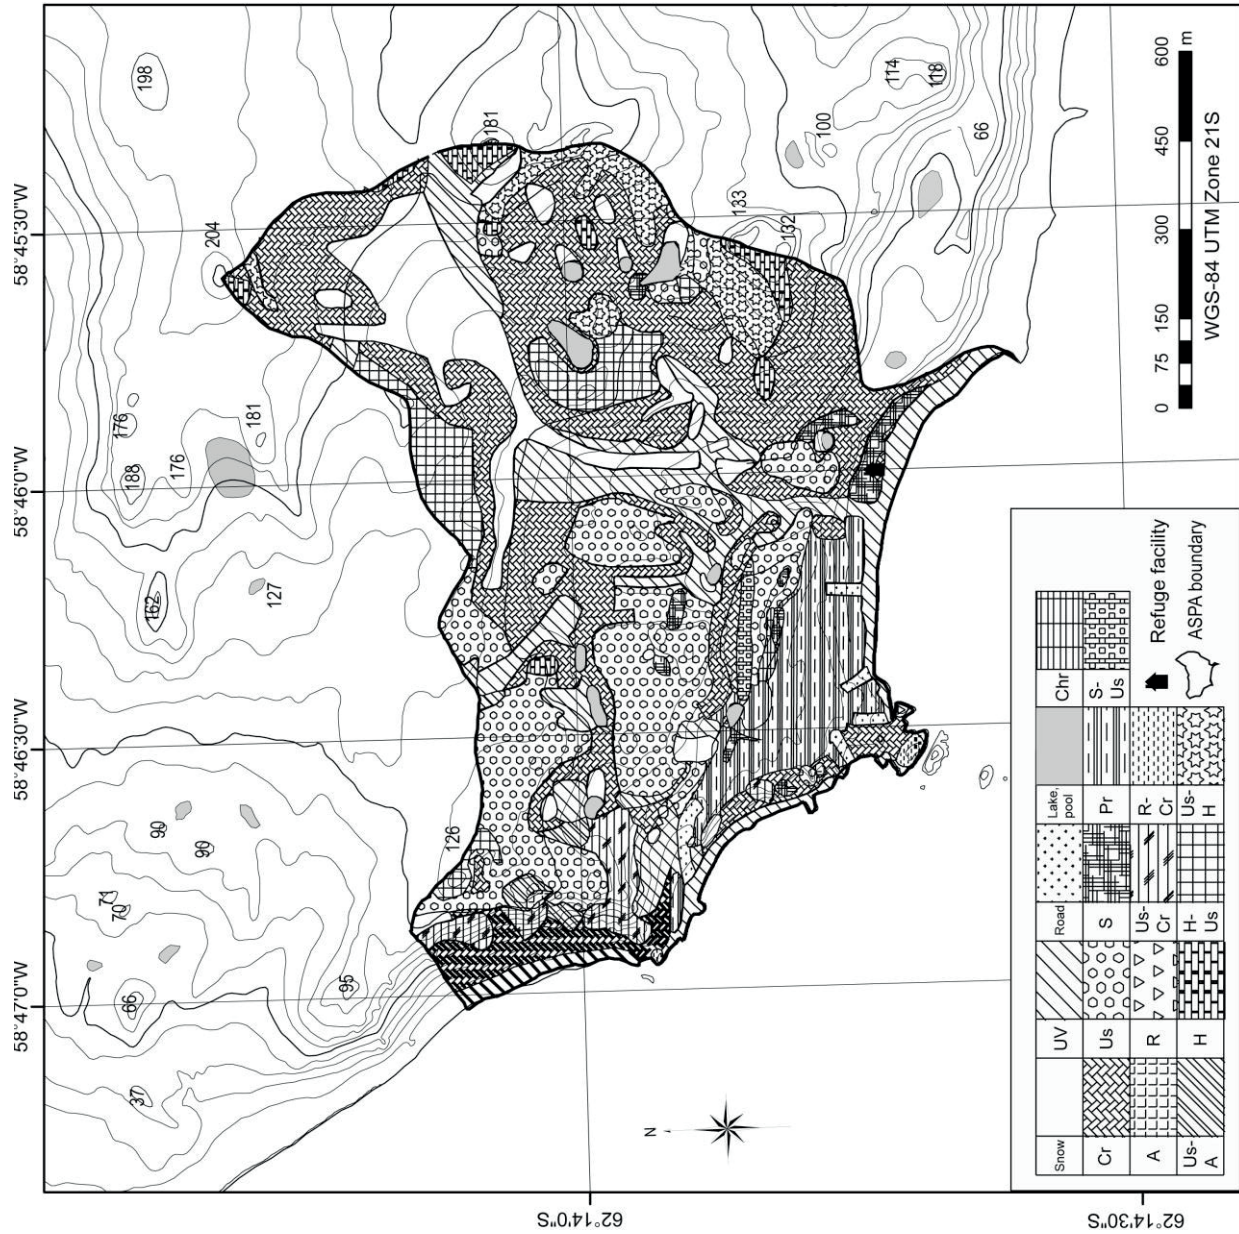 58°47'0"W
58°46'30"W
58°46'0"W
58°45'30"W
198
204
181
176
188
176
181
162
127
126
90
90
71
70
66
95
37
133
132
100
114
118
66
N
62°14'0"S
62°14'30"S
0 75 150 300 450 600
m
WGS-84 UTM Zone 21S
Snow
UV
Road
Lake, pool
Chr
Cr
Us
S
Pr
S-Us
A
R
Us-Cr
R-Cr
Refuge facility
Us-A
H
H-Us
Us-H
ASPA boundary